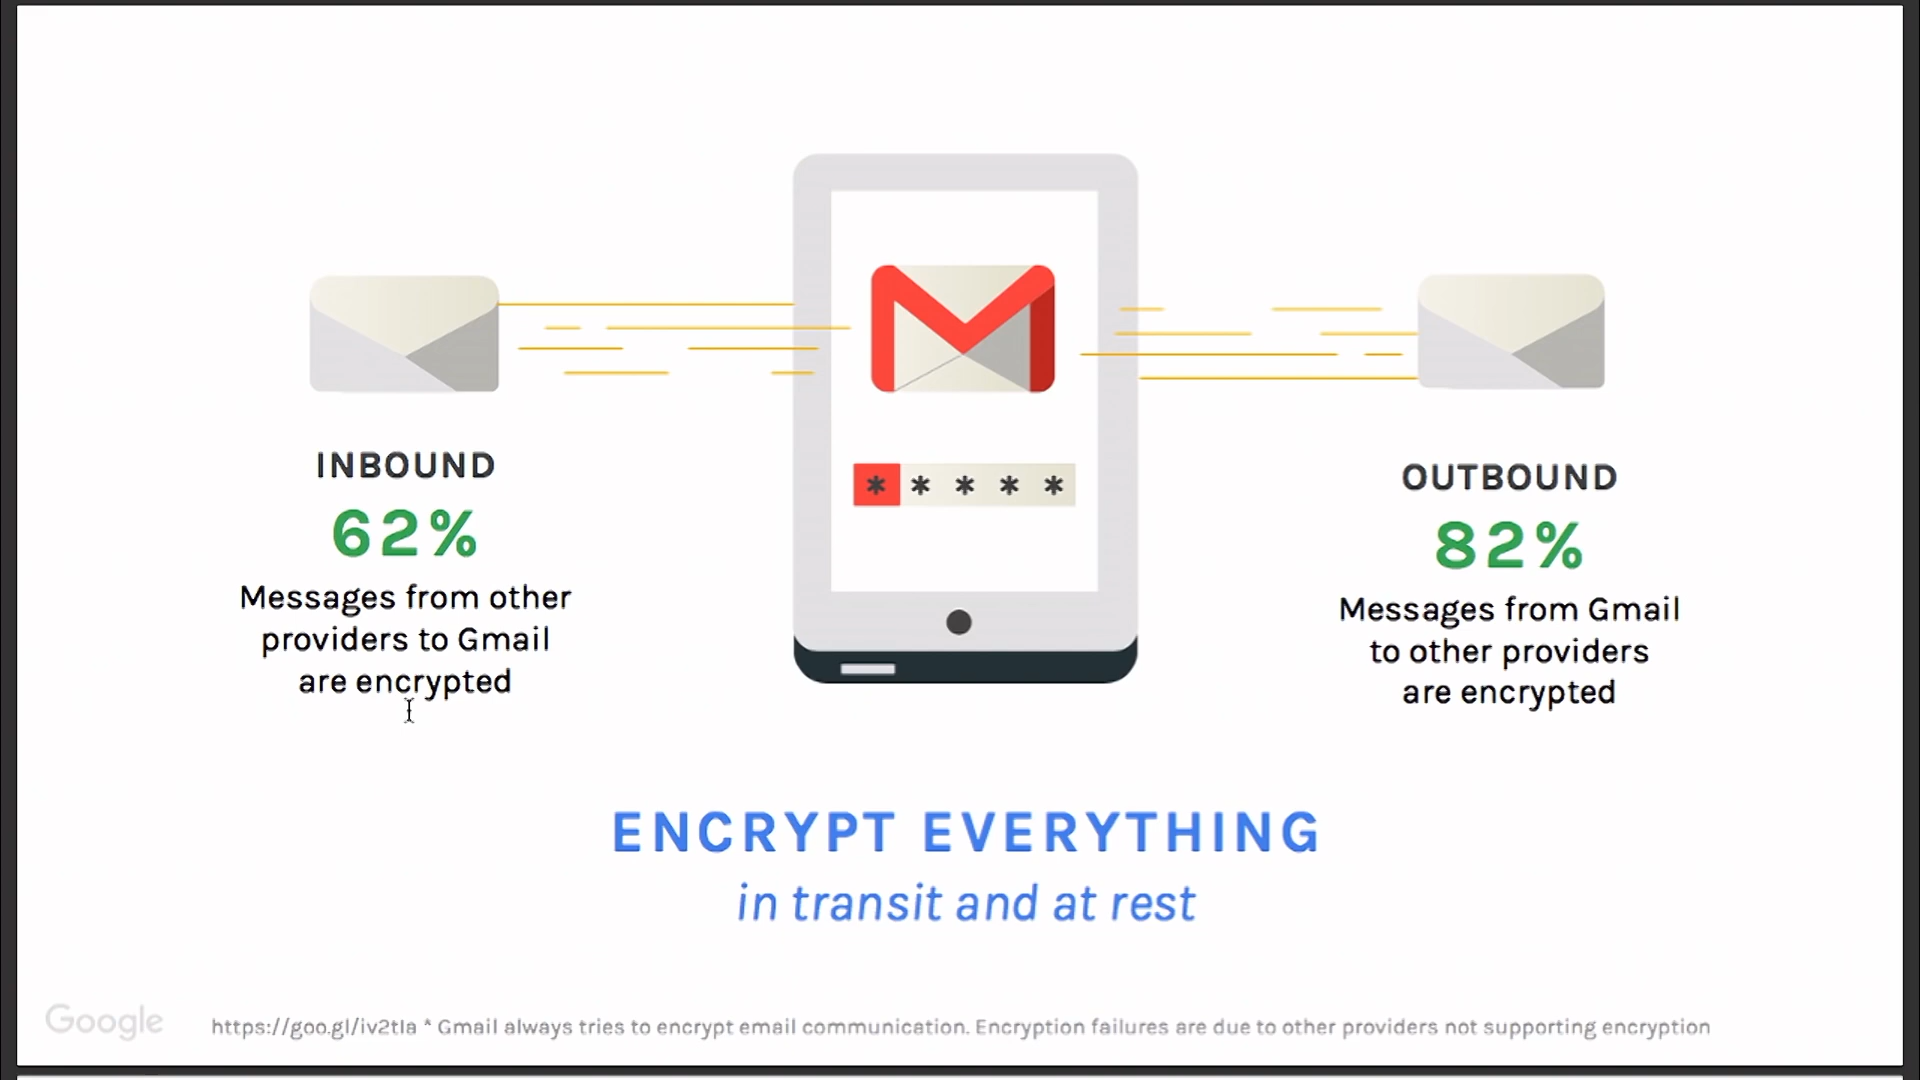 INBOUND
62%
Messages from other
providers to Gmail
are encrypted
* * * * *
OUTBOUND
82%
Messages from Gmail
to other providers
are encrypted
ENCRYPT EVERYTHING
in transit and at rest
Google
https://goo.gl/iv2tIa * Gmail always tries to encrypt email communication. Encryption failures are due to other providers not supporting encryption